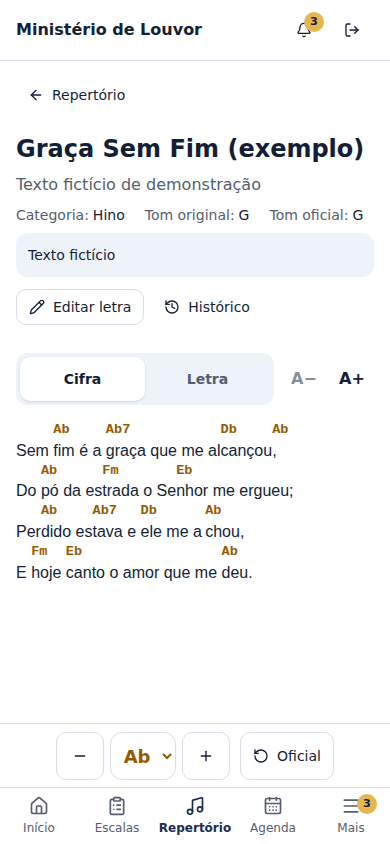 Ministério de Louvor
3
Repertório
Graça Sem Fim (exemplo)
Texto fictício de demonstração
Categoria: Hino Tom original: G Tom oficial: G
Texto fictício
Editar letra Histórico
Cifra Letra A− A+
Ab Ab7 Db Ab
Sem fim é a graça que me alcançou,
Ab Fm Eb
Do pó da estrada o Senhor me ergueu;
Ab Ab7 Db Ab
Perdido estava e ele me a chou,
Fm Eb Ab
E hoje canto o amor que me deu.
− Ab + Oficial
3
Início Escalas Repertório Agenda Mais